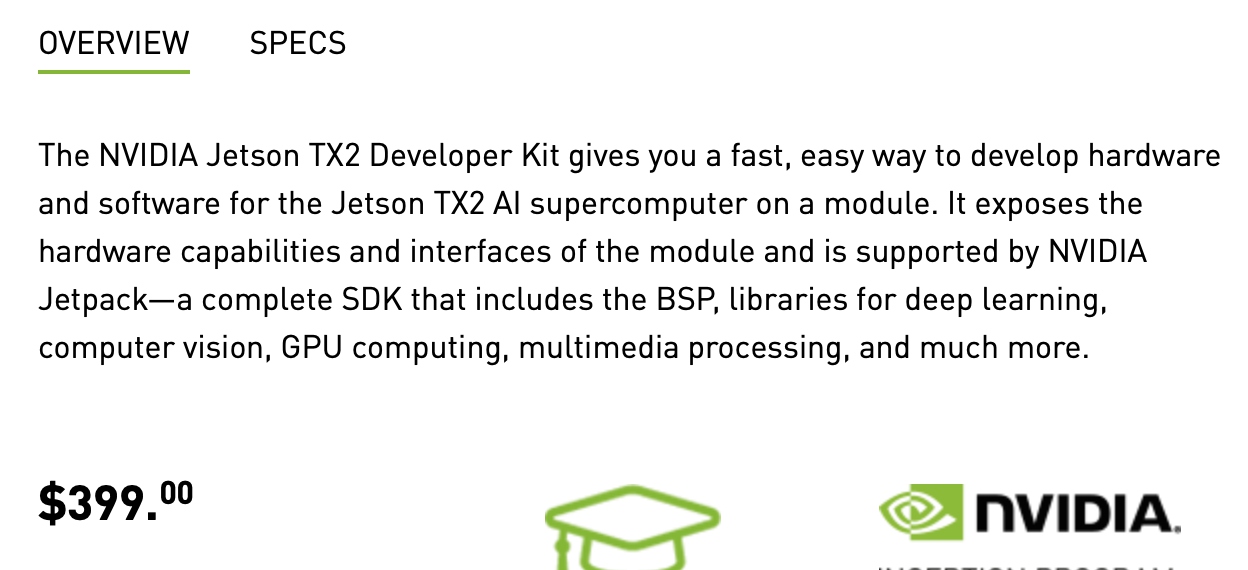 OVERVIEW SPECS
The NVIDIA Jetson TX2 Developer Kit gives you a fast, easy way to develop hardware
and software for the Jetson TX2 AI supercomputer on a module. It exposes the
hardware capabilities and interfaces of the module and is supported by NVIDIA
Jetpack—a complete SDK that includes the BSP, libraries for deep learning,
computer vision, GPU computing, multimedia processing, and much more.
$399.00
NVIDIA.